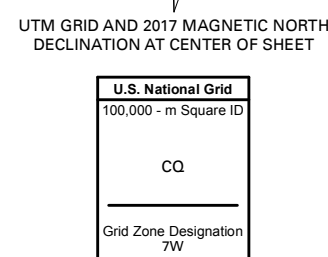 UTM GRID AND 2017 MAGNETIC NORTH
DECLINATION AT CENTER OF SHEET
U.S. National Grid
100,000 - m Square ID
CQ
Grid Zone Designation
7W